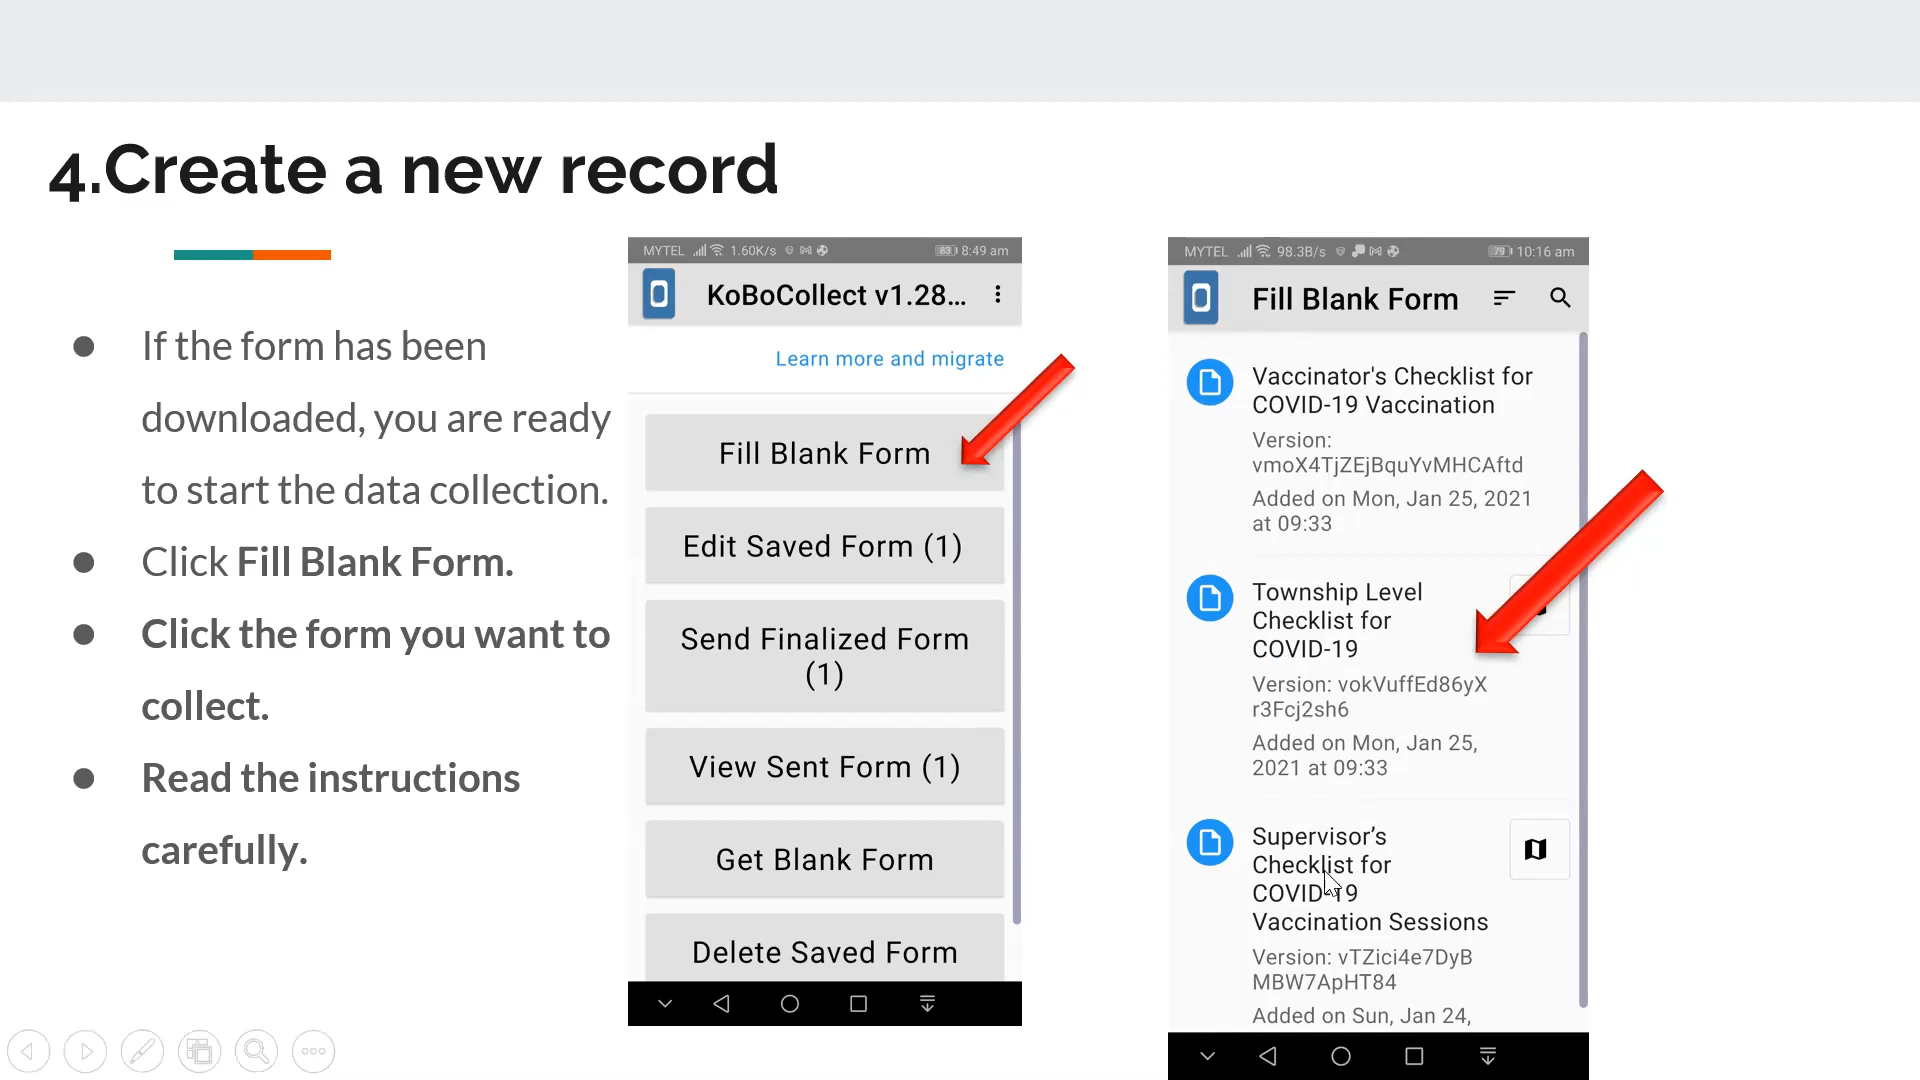 4.Create a new record
If the form has been
downloaded, you are ready
to start the data collection.
Click Fill Blank Form.
Click the form you want to
collect.
Read the instructions
carefully.
MYTEL 1.60K/s 83 8:49 am
KoBoCollect v1.28...
Learn more and migrate
Fill Blank Form
Edit Saved Form (1)
Send Finalized Form
(1)
View Sent Form (1)
Get Blank Form
Delete Saved Form
MYTEL 98.3B/s 79 10:16 am
Fill Blank Form
Vaccinator's Checklist for
COVID-19 Vaccination
Version:
vmoX4TjZEjBquYvMHCAftd
Added on Mon, Jan 25, 2021
at 09:33
Township Level
Checklist for
COVID-19
Version: vokVuffEd86yX
r3Fcj2sh6
Added on Mon, Jan 25,
2021 at 09:33
Supervisor’s
Checklist for
COVID-19
Vaccination Sessions
Version: vTZici4e7DyB
MBW7ApHT84
Added on Sun, Jan 24,